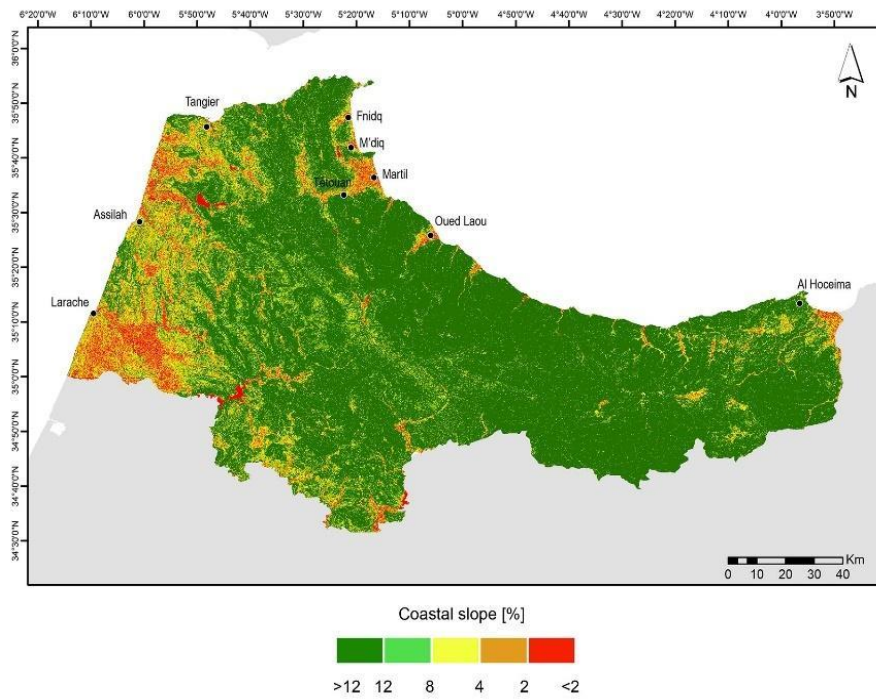 6°20'0"W 6°10'0"W 6°0'0"W 5°50'0"W 5°40'0"W 5°30'0"W 5°20'0"W 5°10'0"W 5°0'0"W 4°50'0"W 4°40'0"W 4°30'0"W 4°20'0"W 4°10'0"W 4°0'0"W 3°50'0"W
36°0'0"N
35°50'0"N
35°40'0"N
35°30'0"N
35°20'0"N
35°10'0"N
35°0'0"N
34°50'0"N
34°40'0"N
34°30'0"N
N
Tangier
Fnidq
M'diq
Martil
Tétouan
Assilah
Oued Laou
Larache
Al Hoceima
Km
0 5 10 20 30 40
Coastal slope [%]
>12 12 8 4 2 <2